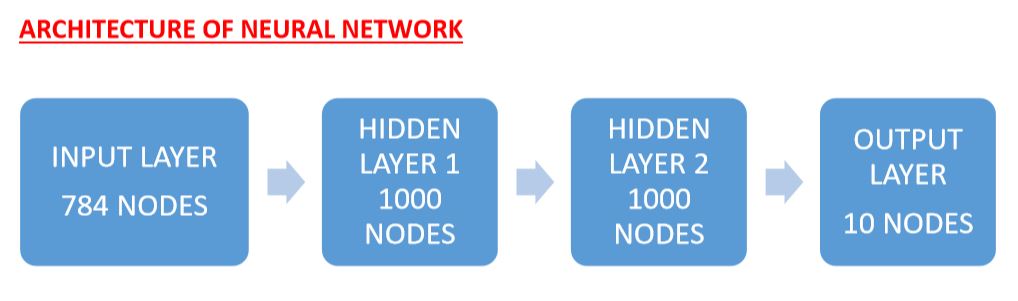 ARCHITECTURE OF NEURAL NETWORK
INPUT LAYER
784 NODES
HIDDEN
LAYER 1
1000
NODES
HIDDEN
LAYER 2
1000
NODES
OUTPUT
LAYER
10 NODES